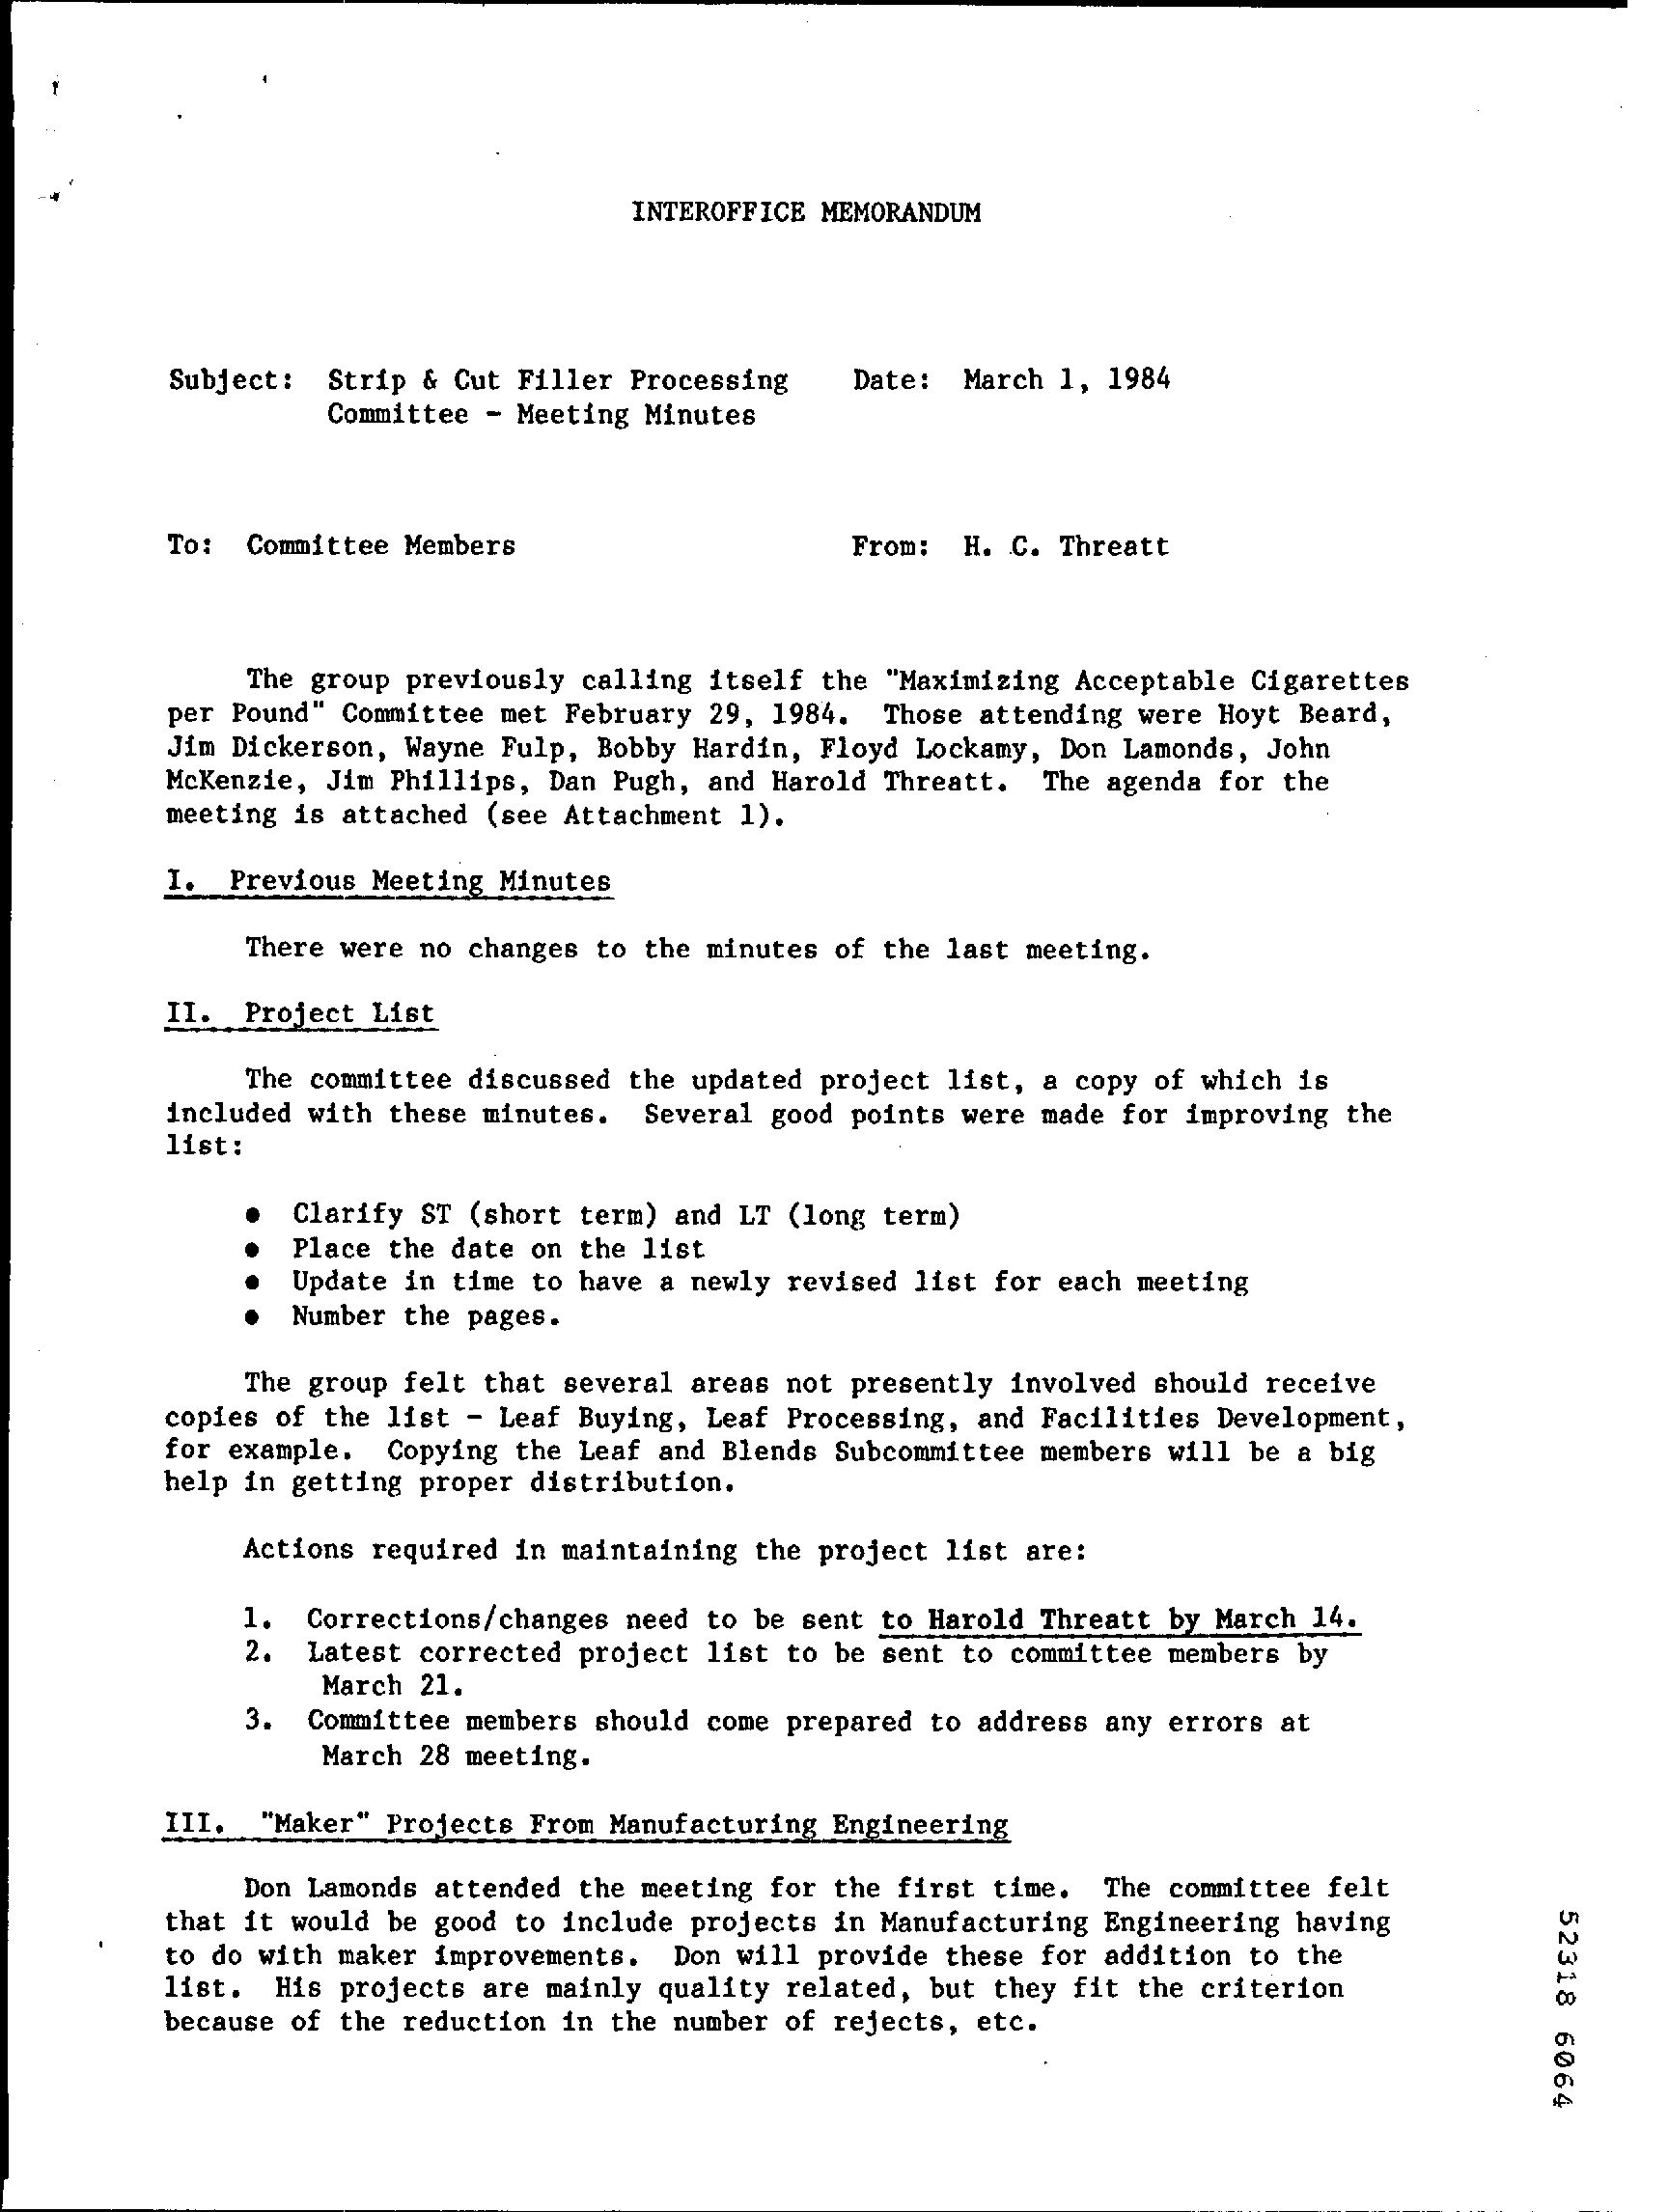 INTEROFFICE MEMORANDUM
Subject: Strip & Cut Filler Processing Date: March 1, 1984
Committee - Meeting Minutes
To: Committee Members From: H. C. Threatt
The group previously calling itself the "Maximizing Acceptable Cigarettes
per Pound" Committee met February 29, 1984. Those attending were Hoyt Beard,
Jim Dickerson, Wayne Fulp, Bobby Hardin, Floyd Lockamy, Don Lamonds, John
McKenzie, Jim Phillips, Dan Pugh, and Harold Threatt. The agenda for the
meeting is attached (see Attachment 1).
I. Previous Meeting Minutes
There were no changes to the minutes of the last meeting.
II. Project List
The committee discussed the updated project list, a copy of which is
included with these minutes. Several good points were made for improving the
list:
● Clarify ST (short term) and LT (long term)
● Place the date on the list
● Update in time to have a newly revised list for each meeting
● Number the pages.
The group felt that several areas not presently involved should receive
copies of the list - Leaf Buying, Leaf Processing, and Facilities Development,
for example. Copying the Leaf and Blends Subcommittee members will be a big
help in getting proper distribution.
Actions required in maintaining the project list are:
1. Corrections/changes need to be sent to Harold Threatt by March 14.
2. Latest corrected project list to be sent to committee members by
March 21.
3. Committee members should come prepared to address any errors at
March 28 meeting.
III. "Maker" Projects From Manufacturing Engineering
Don Lamonds attended the meeting for the first time. The committee felt
that it would be good to include projects in Manufacturing Engineering having
to do with maker improvements. Don will provide these for addition to the
list. His projects are mainly quality related, but they fit the criterion
because of the reduction in the number of rejects, etc.
52318 6064